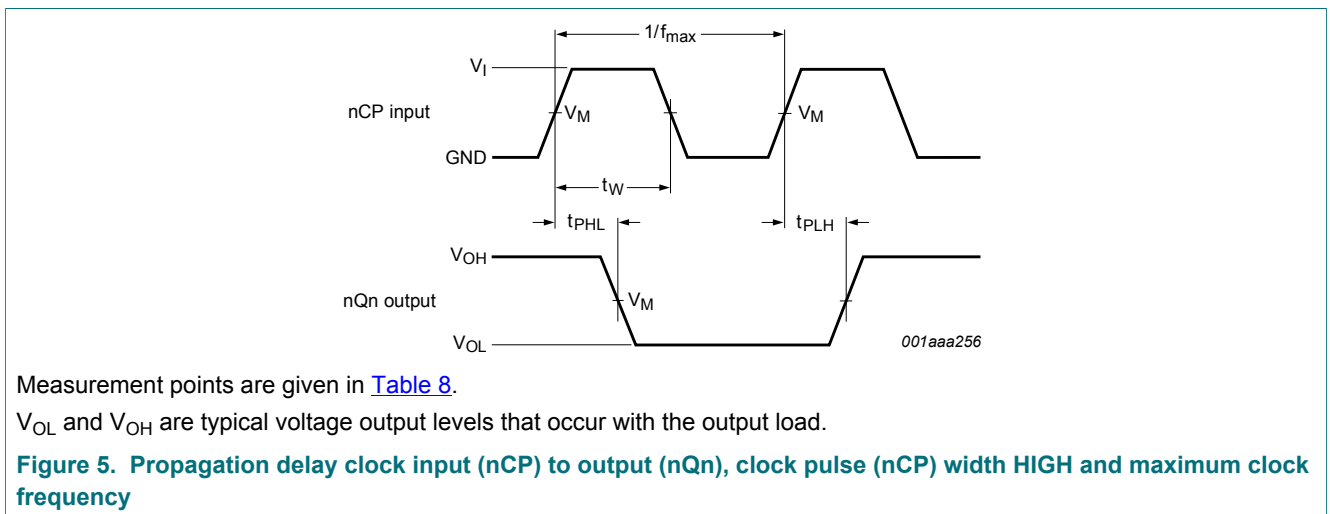 1/fmax
VI
nCP input
VM
VM
GND
tW
tPHL
tPLH
VOH
nQn output
VM
VOL
001aaa256
Measurement points are given in Table 8.
VOL and VOH are typical voltage output levels that occur with the output load.
Figure 5. Propagation delay clock input (nCP) to output (nQn), clock pulse (nCP) width HIGH and maximum clock
frequency